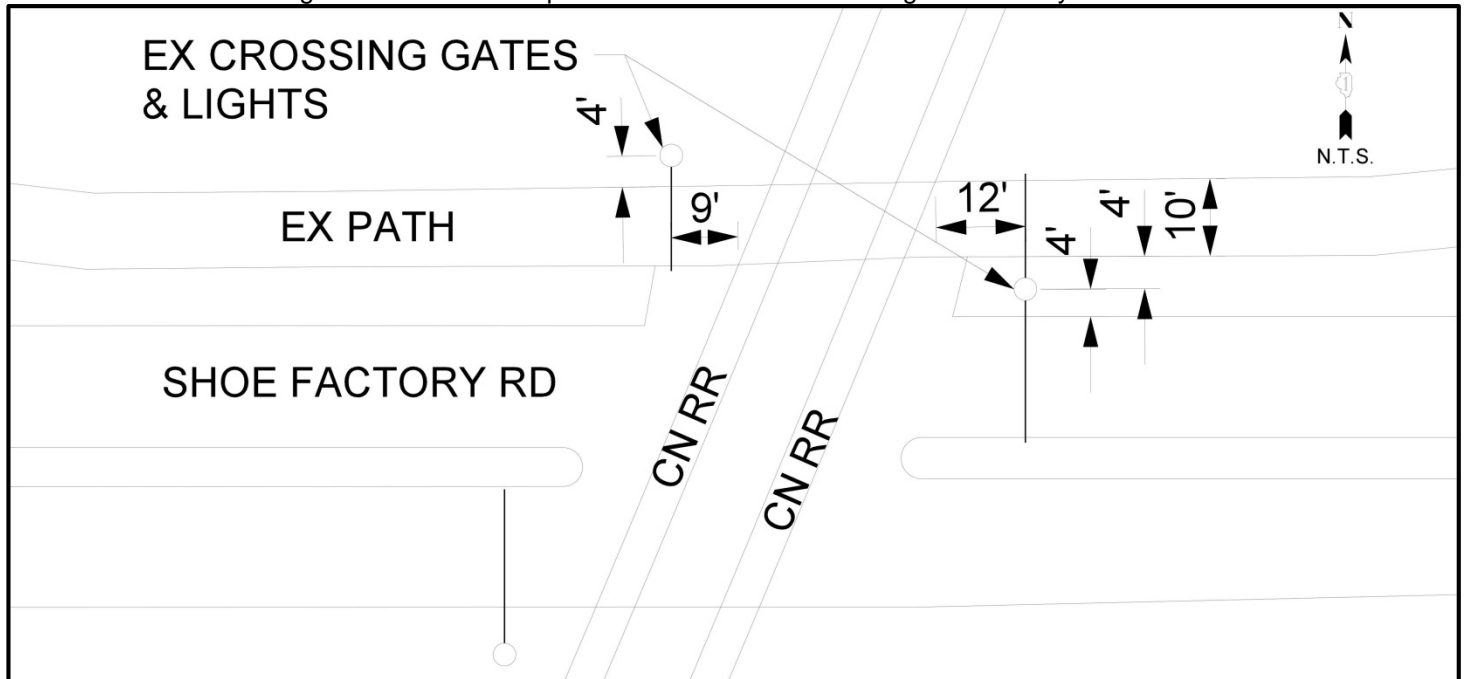 EX CROSSING GATES
& LIGHTS
4'
N
1
N.T.S.
EX PATH
9'
12'
4'
4'
10'
SHOE FACTORY RD
CN RR
CN RR